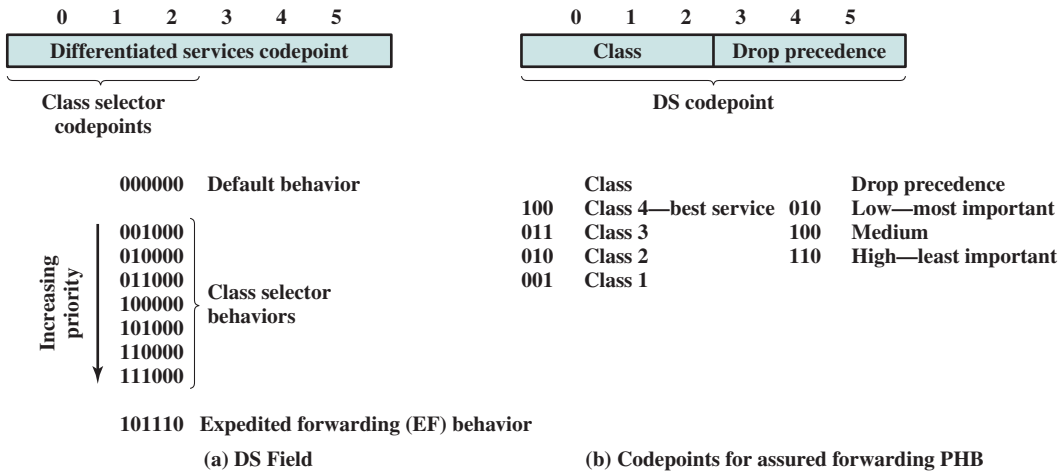 0 1 2 3 4 5
Differentiated services codepoint
Class selector
codepoints
000000 Default behavior
Increasing
priority
001000
010000
011000
100000
101000
110000
111000
Class selector
behaviors
101110 Expedited forwarding (EF) behavior
(a) DS Field
0 1 2 3 4 5
Class Drop precedence
DS codepoint
Class
100 Class 4—best service
011 Class 3
010 Class 2
001 Class 1
Drop precedence
010 Low—most important
100 Medium
110 High—least important
(b) Codepoints for assured forwarding PHB